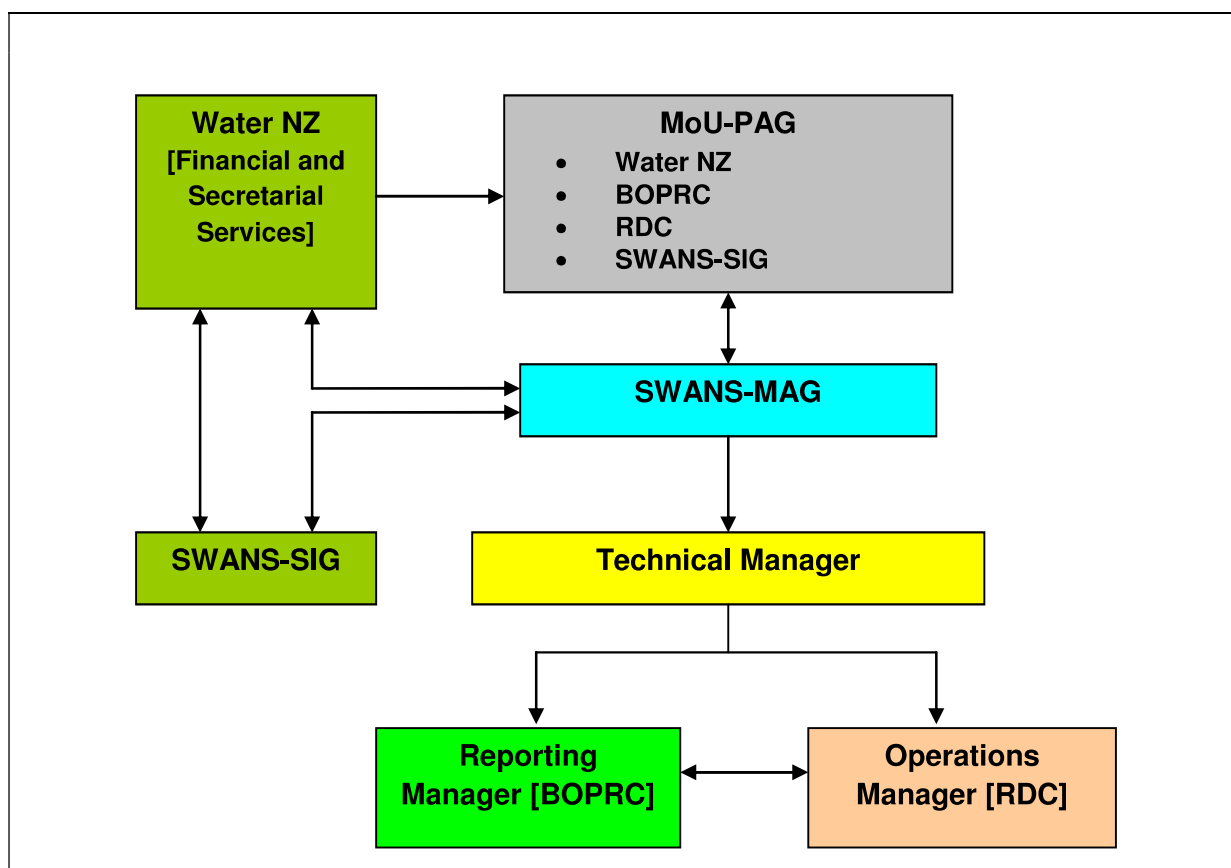 Water NZ
[Financial and
Secretarial
Services]
MoU-PAG
• Water NZ
• BOPRC
• RDC
• SWANS-SIG
SWANS-MAG
SWANS-SIG
Technical Manager
Reporting
Manager [BOPRC]
Operations
Manager [RDC]